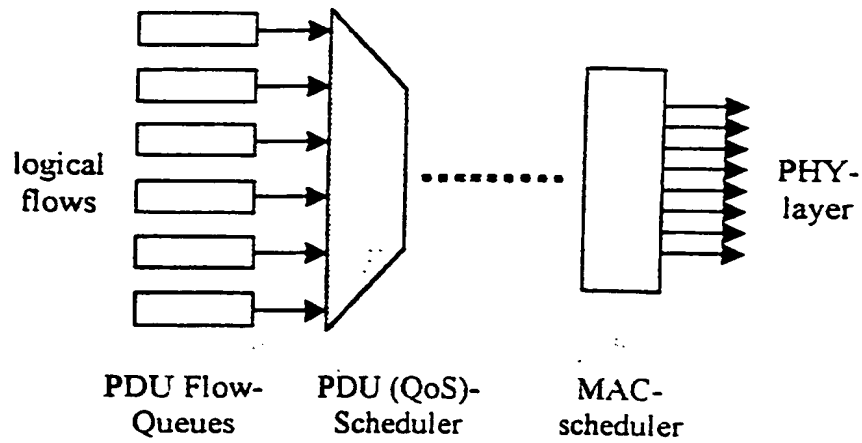 logical
flows
PHY-
layer
PDU Flow-
Queues
PDU (QoS)-
Scheduler
MAC-
scheduler